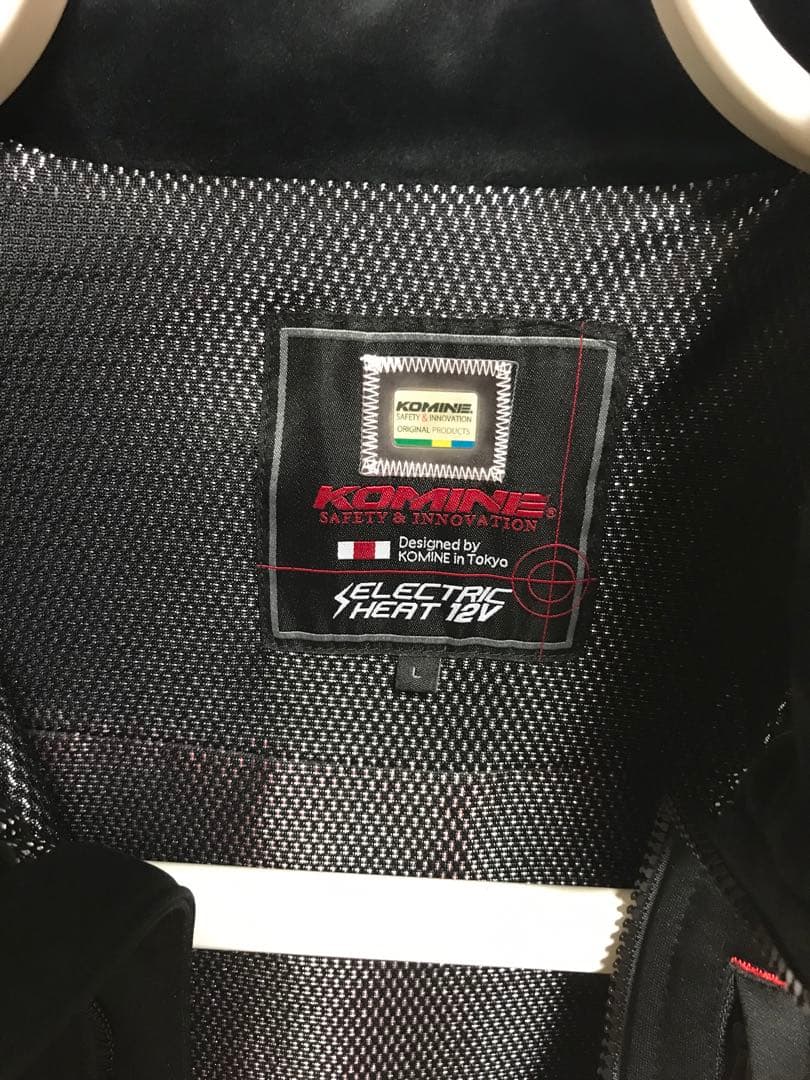 KOMINE
SAFETY & INNOVATION
ORIGINAL PRODUCTS
KOMINE®
SAFETY & INNOVATION
Designed by
KOMINE in Tokyo
ELECTRIC
HEAT 12V
L